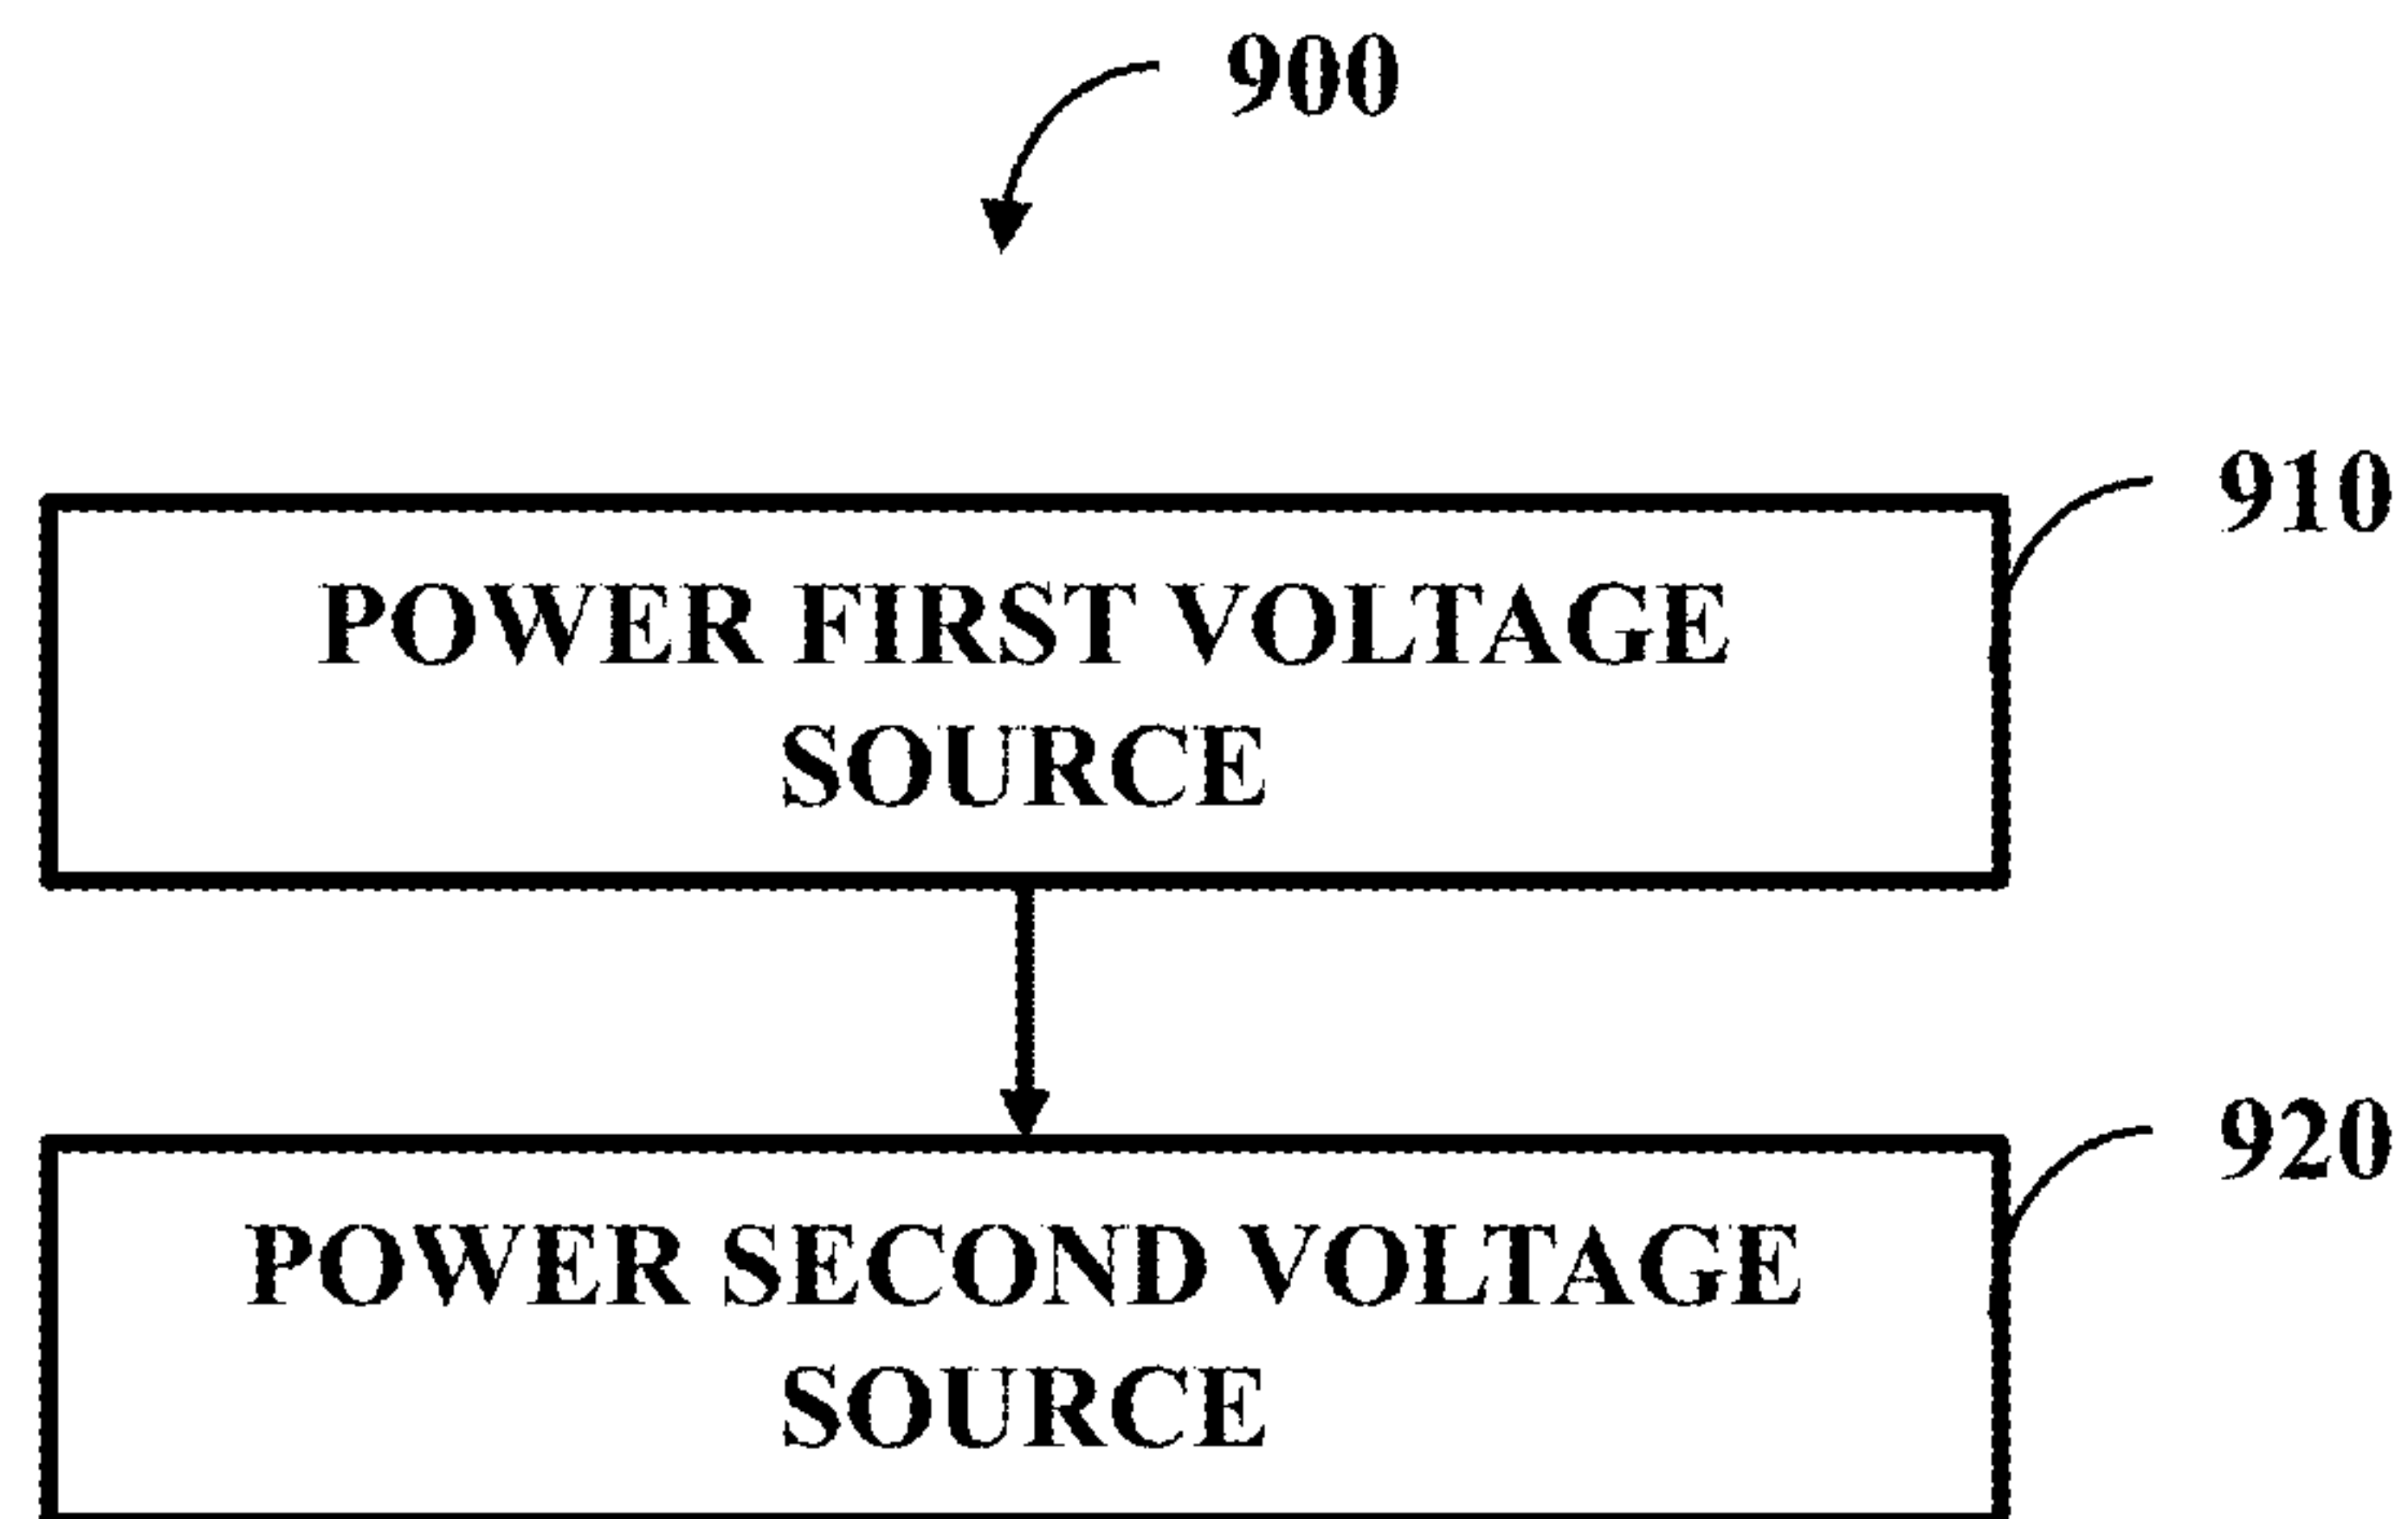 900
910
POWER FIRST VOLTAGE
SOURCE
920
POWER SECOND VOLTAGE
SOURCE